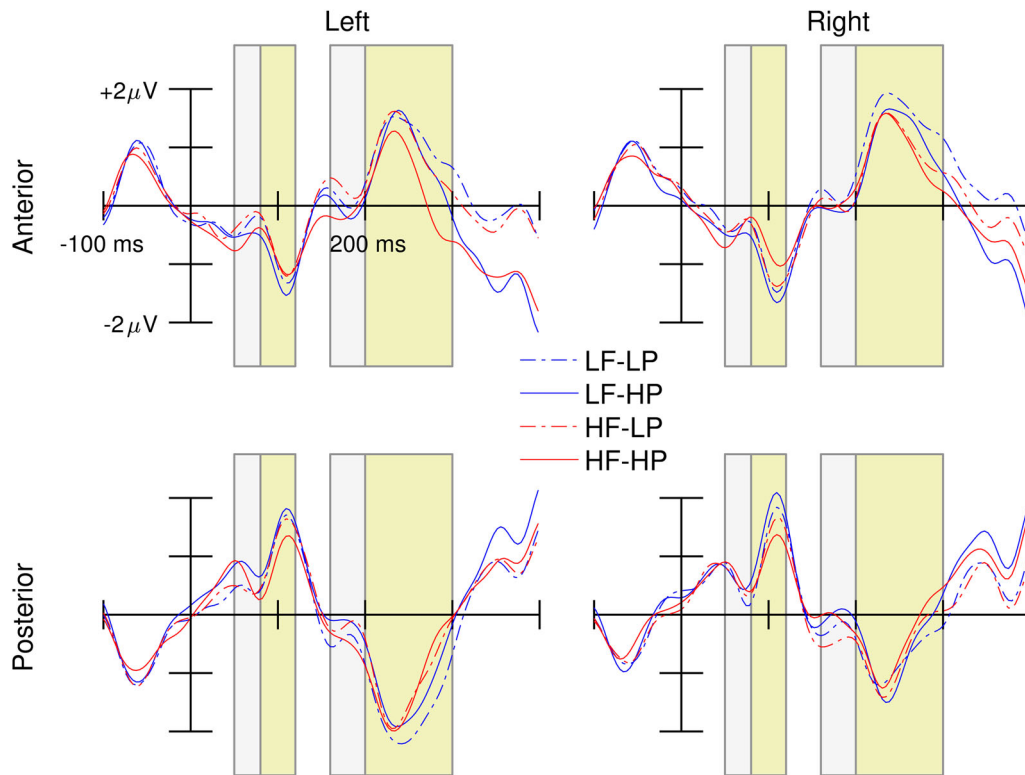 Left
Right
Anterior
+2μV
-100 ms
200 ms
-2μV
LF-LP
LF-HP
HF-LP
HF-HP
Posterior